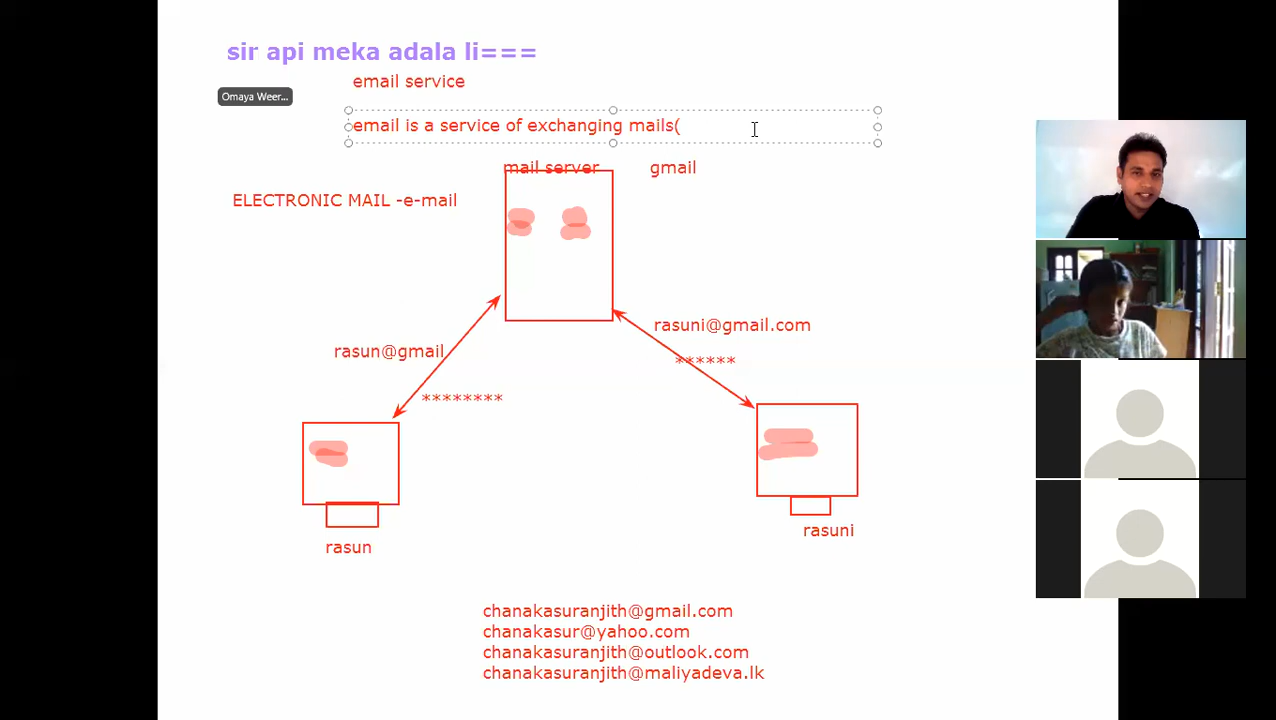 sir api meka adala li===
email service
Omaya Weer...
email is a service of exchanging mails(
mail server gmail
ELECTRONIC MAIL -e-mail
rasuni@gmail.com
rasun@gmail
******
********
rasuni
rasun
chanakasuranjith@gmail.com
chanakasur@yahoo.com
chanakasuranjith@outlook.com
chanakasuranjith@maliyadeva.lk